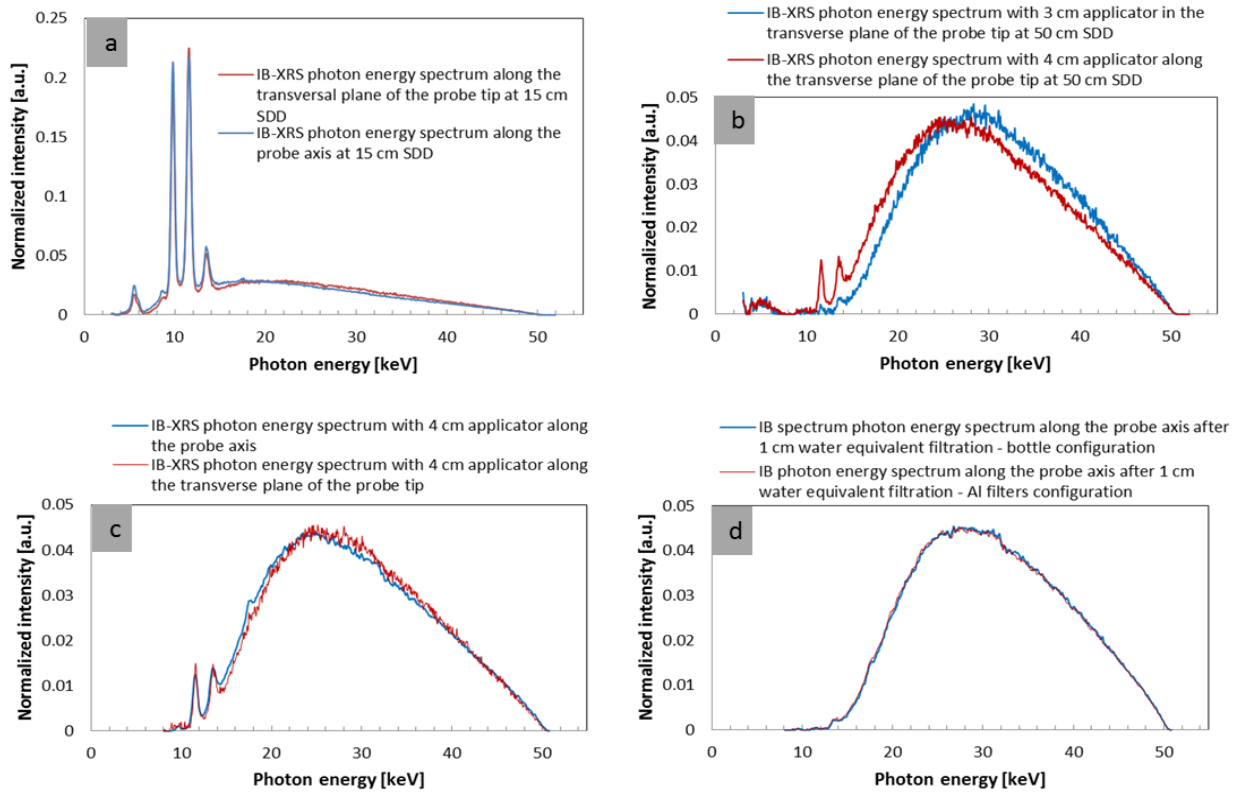 a
Normalized intensity [a.u.]
0.25
0.2
0.15
0.1
0.05
0
IB-XRS photon energy spectrum along the
transversal plane of the probe tip at 15 cm
SDD
IB-XRS photon energy spectrum along the
probe axis at 15 cm SDD
0 10 20 30 40 50
Photon energy [keV]
IB-XRS photon energy spectrum with 3 cm applicator in the
transverse plane of the probe tip at 50 cm SDD
IB-XRS photon energy spectrum with 4 cm applicator along
the transverse plane of the probe tip at 50 cm SDD
b
Normalized intensity [a.u.]
0.05
0.04
0.03
0.02
0.01
0
0 10 20 30 40 50
Photon energy [keV]
IB-XRS photon energy spectrum with 4 cm applicator along
the probe axis
IB-XRS photon energy spectrum with 4 cm applicator along
the transverse plane of the probe tip
c
Normalized intensity [a.u.]
0.05
0.04
0.03
0.02
0.01
0
0 10 20 30 40 50
Photon energy [keV]
IB spectrum photon energy spectrum along the probe axis after
1 cm water equivalent filtration - bottle configuration
IB photon energy spectrum along the probe axis after 1 cm
water equivalent filtration - Al filters configuration
d
Normalized intensity [a.u.]
0.05
0.04
0.03
0.02
0.01
0
0 10 20 30 40 50
Photon energy [keV]